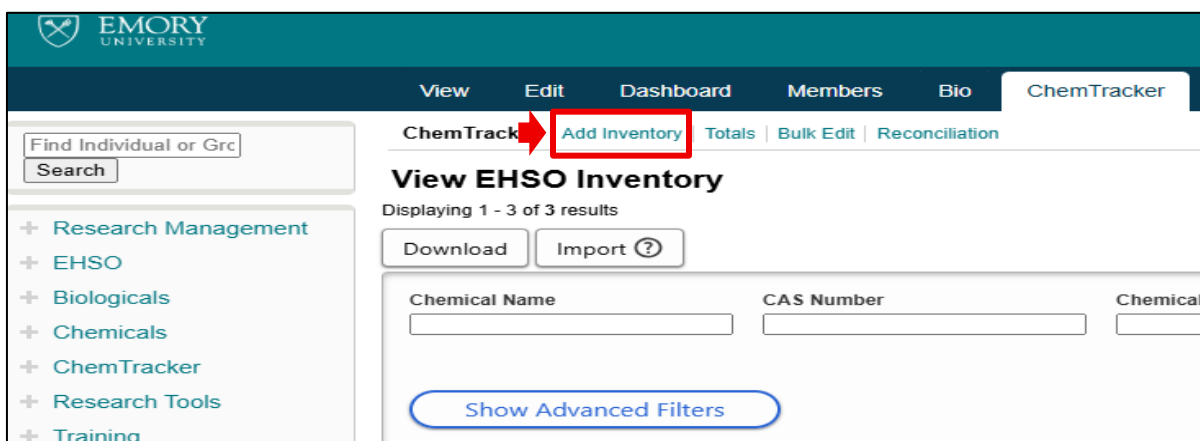 EMORY
UNIVERSITY
View Edit Dashboard Members Bio ChemTracker
Find Individual or Grc
Search
ChemTrack Add Inventory | Totals | Bulk Edit | Reconciliation
View EHSO Inventory
Displaying 1 - 3 of 3 results
Download Import ?
Research Management
EHSO
Biologicals
Chemicals
ChemTracker
Research Tools
Training
Chemical Name CAS Number Chemical
Show Advanced Filters